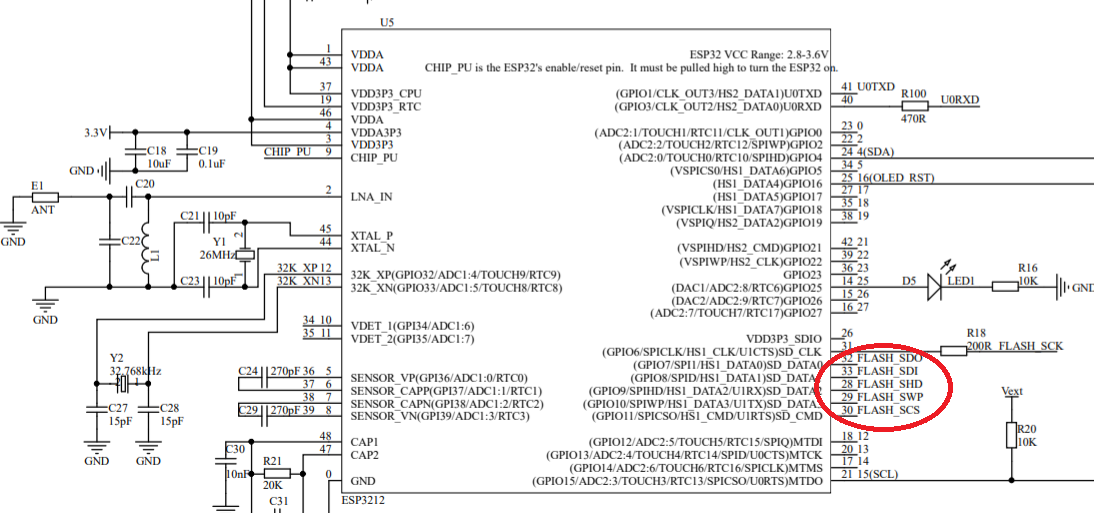 U5
ESP32 VCC Range: 2.8-3.6V
CHIP_PU is the ESP32's enable/reset pin. It must be pulled high to turn the ESP32 on.
1 VDDA
43 VDDA
37 VDD3P3_CPU
19 VDD3P3_RTC
46 VDDA
4 VDDA3P3
3 VDD3P3
CHIP_PU 9 CHIP_PU
3.3V
C18
10uF
C19
0.1uF
GND
E1
ANT
GND
C20
C22
L1
GND
2 LNA_IN
C21 10pF
Y1
26MHz
2
1
C23 10pF
45 XTAL_P
44 XTAL_N
32K_XP 12 32K_XP(GPIO32/ADC1:4/TOUCH9/RTC9)
32K_XN 13 32K_XN(GPIO33/ADC1:5/TOUCH8/RTC8)
34 10 VDET_1(GPI34/ADC1:6)
35 11 VDET_2(GPI35/ADC1:7)
Y2
32.768kHz
C27
15pF
C28
15pF
GND
GND
C24 270pF 36 5 SENSOR_VP(GPI36/ADC1:0/RTC0)
37 6 SENSOR_CAPP(GPI37/ADC1:1/RTC1)
38 7 SENSOR_CAPN(GPI38/ADC1:2/RTC2)
C29 270pF 39 8 SENSOR_VN(GPI39/ADC1:3/RTC3)
48 CAP1
47 CAP2
C30
10nF
R21
20K
C31
0 GND
ESP3212
(GPIO1/CLK_OUT3/HS2_DATA1)U0TXD 41 U0TXD
(GPIO3/CLK_OUT2/HS2_DATA0)U0RXD 40
R100
470R
U0RXD
(ADC2:1/TOUCH1/RTC11/CLK_OUT1)GPIO0 23 0
(ADC2:2/TOUCH2/RTC12/SPIWP)GPIO2 22 2
(ADC2:0/TOUCH0/RTC10/SPIHD)GPIO4 24 4(SDA)
(VSPICS0/HS1_DATA6)GPIO5 34 5
(HS1_DATA4)GPIO16 25 16(OLED_RST)
(HS1_DATA5)GPIO17 27 17
(VSPICLK/HS1_DATA7)GPIO18 35 18
(VSPIQ/HS2_DATA2)GPIO19 38 19
(VSPIHD/HS2_CMD)GPIO21 42 21
(VSPIWP/HS2_CLK)GPIO22 39 22
GPIO23 36 23
(DAC1/ADC2:8/RTC6)GPIO25 14 25
(DAC2/ADC2:9/RTC7)GPIO26 15 26
(ADC2:7/TOUCH7/RTC17)GPIO27 16 27
D5
LED1
R16
10K
GND
VDD3P3_SDIO 26
(GPIO6/SPICLK/HS1_CLK/U1CTS)SD_CLK 31
R18
200R FLASH_SCK
(GPIO7/SPI1/HS1_DATA0)SD_DATA0 32 FLASH_SDO
(GPIO8/SPID/HS1_DATA1)SD_DATA 33 FLASH_SDI
(GPIO9/SPIHD/HS1_DATA2/U1RX)SD_DATA2 28 FLASH_SHD
(GPIO10/SPIWP/HS1_DATA3/U1TX)SD_DATA 29 FLASH_SWP
(GPIO11/SPICSO/HS1_CMD/U1RTS)SD_CMD 30 FLASH_SCS
Vext
R20
10K
(GPIO12/ADC2:5/TOUCH5/RTC15/SPIQ)MTDI 18 12
(GPIO13/ADC2:4/TOUCH4/RTC14/SPID/U0CTS)MTCK 20 13
(GPIO14/ADC2:6/TOUCH6/RTC16/SPICLK)MTMS 17 14
(GPIO15/ADC2:3/TOUCH3/RTC13/SPICSO/U0RTS)MTDO 21 15(SCL)